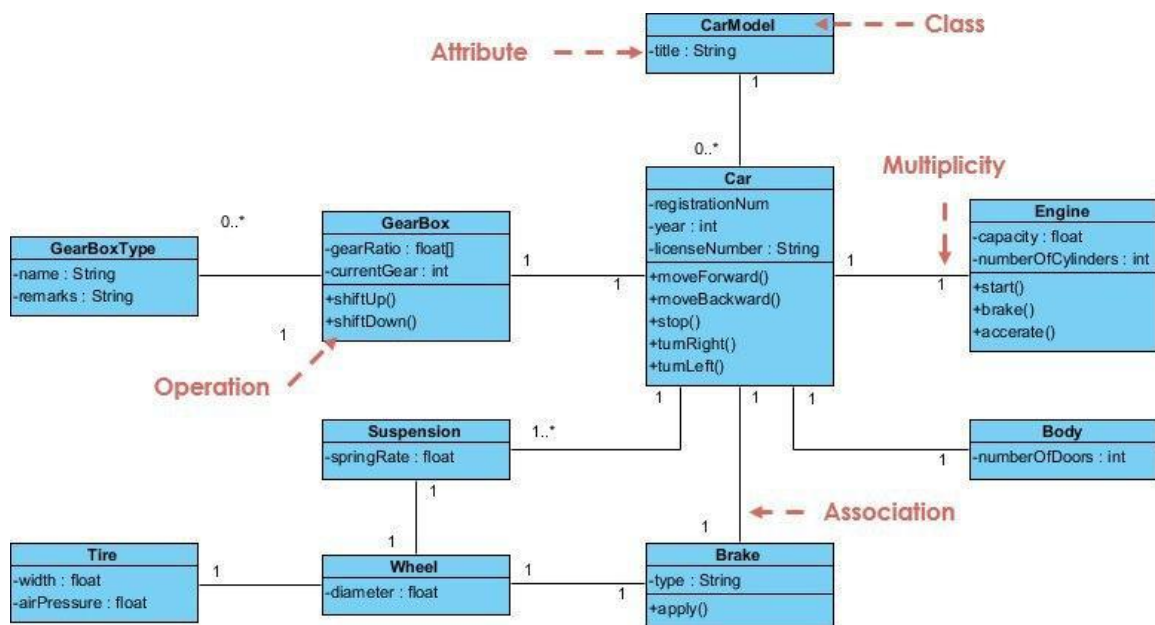 CarModel
-title : String
Class
Attribute
1
0..*
Car
-registrationNum
-year : int
-licenseNumber : String
+moveForward()
+moveBackward()
+stop()
+turnRight()
+turnLeft()
Multiplicity
Engine
-capacity : float
-numberOfCylinders : int
+start()
+brake()
+accerate()
1
1
0..*
GearBoxType
-name : String
-remarks : String
1
GearBox
-gearRatio : float[]
-currentGear : int
+shiftUp()
+shiftDown()
1
1
Operation
1
1
1
Suspension
-springRate : float
1..*
Body
-numberOfDoors : int
1
1
1
Association
1
Tire
-width : float
-airPressure : float
1
Wheel
-diameter : float
1
1
Brake
-type : String
+apply()